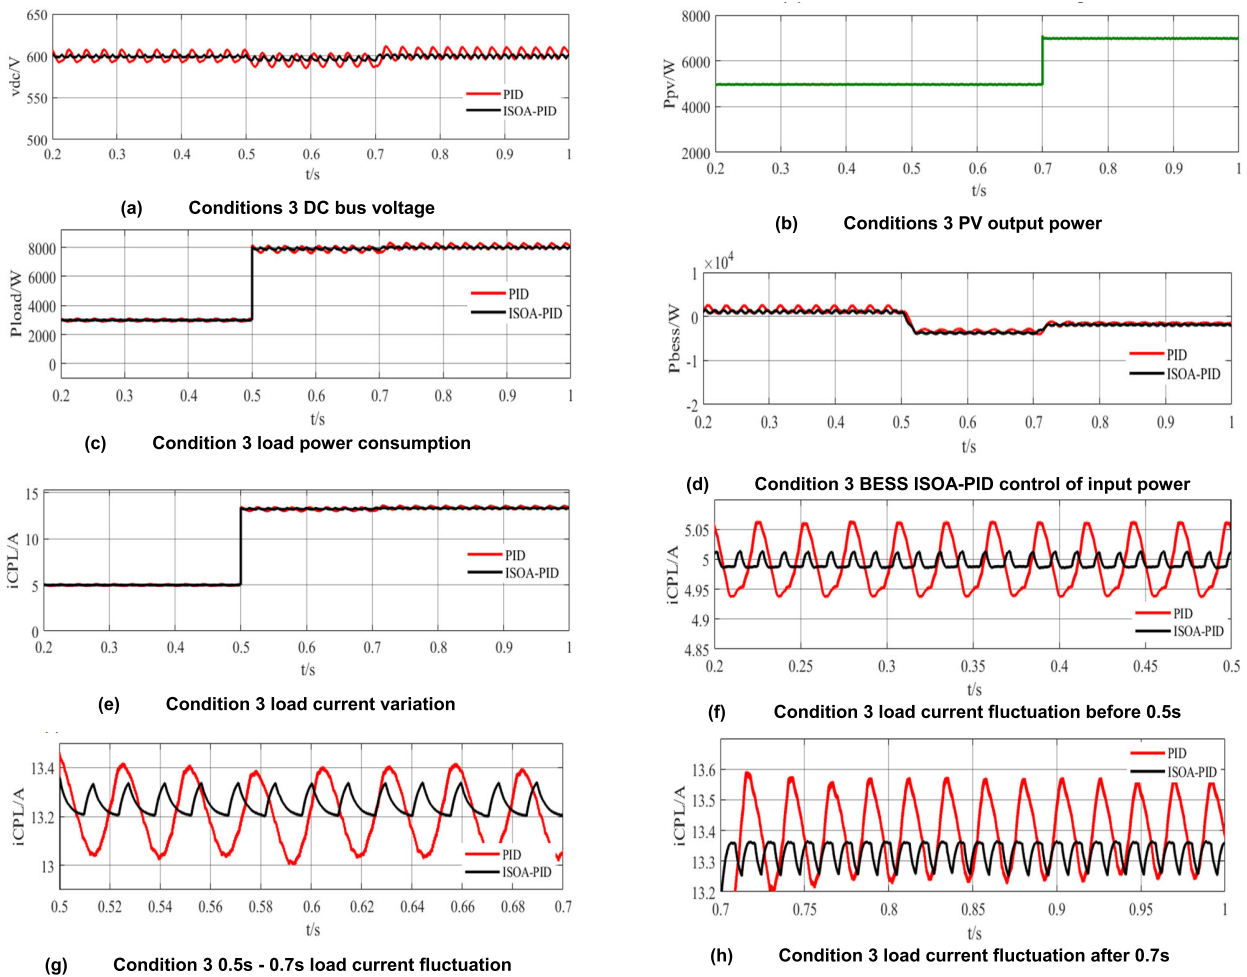 650
600
550
500
vdc/V
PID
ISOA-PID
0.2 0.3 0.4 0.5 0.6 0.7 0.8 0.9 1
t/s
(a) Conditions 3 DC bus voltage
8000
6000
4000
2000
Ppv/W
0.2 0.3 0.4 0.5 0.6 0.7 0.8 0.9 1
t/s
(b) Conditions 3 PV output power
8000
6000
4000
2000
0
Pload/W
PID
ISOA-PID
0.2 0.3 0.4 0.5 0.6 0.7 0.8 0.9 1
t/s
(c) Condition 3 load power consumption
×10⁴
1
0
-1
-2
Pbess/W
PID
ISOA-PID
0.2 0.3 0.4 0.5 0.6 0.7 0.8 0.9 1
t/s
(d) Condition 3 BESS ISOA-PID control of input power
15
10
5
0
iCPL/A
PID
ISOA-PID
0.2 0.3 0.4 0.5 0.6 0.7 0.8 0.9 1
t/s
(e) Condition 3 load current variation
5.05
5
4.95
4.9
4.85
iCPL/A
PID
ISOA-PID
0.2 0.25 0.3 0.35 0.4 0.45 0.5
t/s
(f) Condition 3 load current fluctuation before 0.5s
13.4
13.2
13
iCPL/A
PID
ISOA-PID
0.5 0.52 0.54 0.56 0.58 0.6 0.62 0.64 0.66 0.68 0.7
t/s
(g) Condition 3 0.5s - 0.7s load current fluctuation
13.6
13.5
13.4
13.3
13.2
iCPL/A
PID
ISOA-PID
0.7 0.75 0.8 0.85 0.9 0.95 1
t/s
(h) Condition 3 load current fluctuation after 0.7s